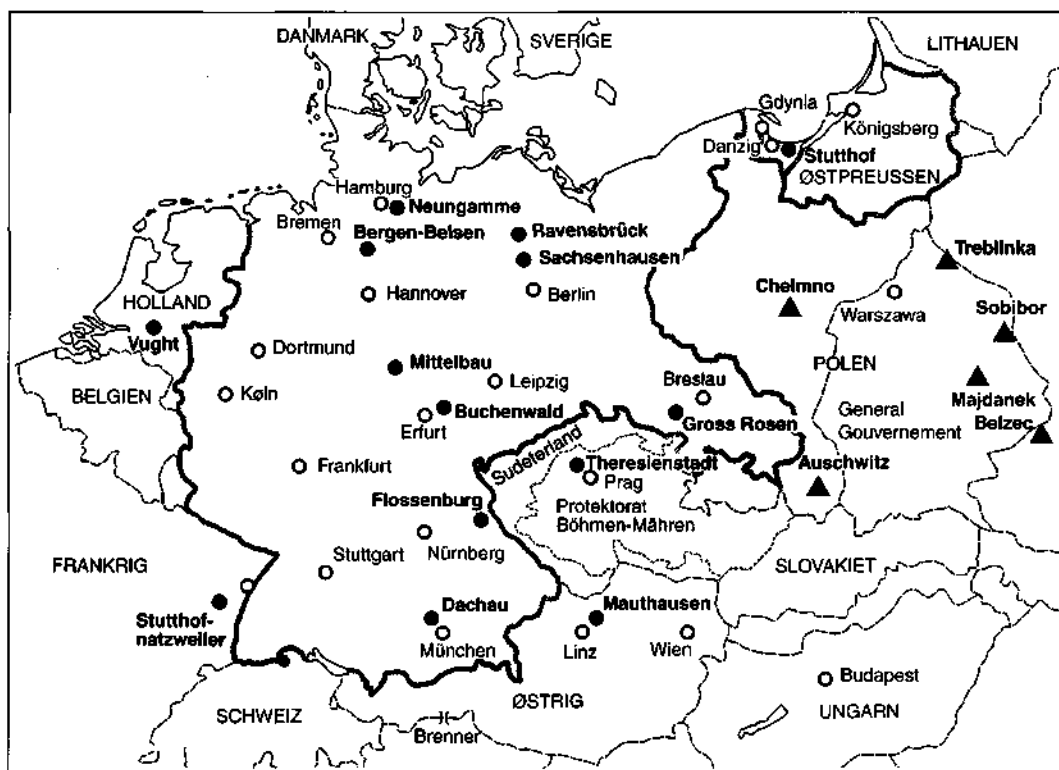 DANMARK
SVERIGE
LITHAUEN
Gdynia
Königsberg
Danzig
Stutthof
ØSTPREUSSEN
Hamburg
Neungamme
Bremen
Bergen-Belsen
Ravensbrück
Sachsenhausen
Treblinka
HOLLAND
Hannover
Berlin
Chelmno
Warszawa
Sobibor
Vught
Dortmund
Mittelbau
Leipzig
POLEN
BELGIEN
Køln
Buchenwald
Breslau
Majdanek
Erfurt
Gross Rosen
General
Gouvernement
Belzec
Sudeterland
Frankfurt
Theresienstadt
Auschwitz
Prag
Flossenburg
Protektorat
Böhmen-Mähren
Nürnberg
FRANKRIG
Stuttgart
SLOVAKIET
Stutthof-
natzweiler
Dachau
Mauthausen
München
Linz
Wien
Budapest
ØSTRIG
SCHWEIZ
UNGARN
Brenner